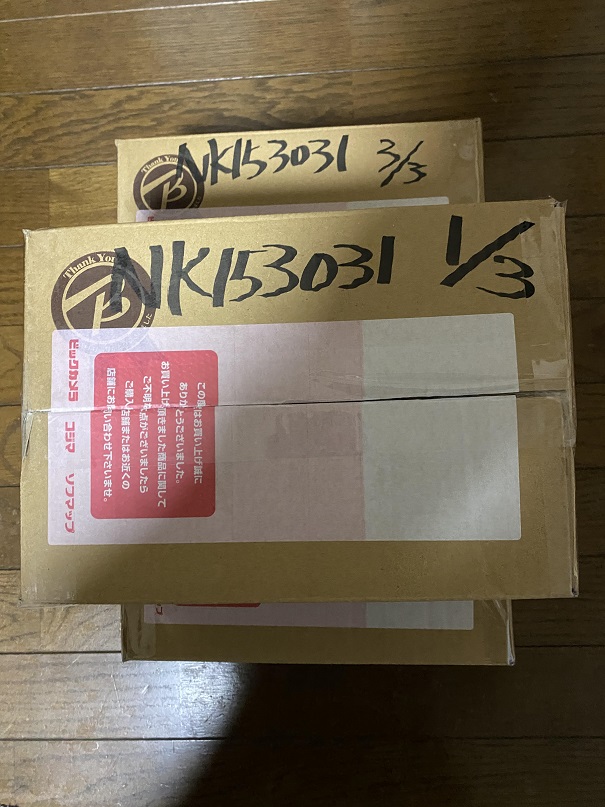 Thank You
NK153031 3/3
Thank You
NK153031 1/3
この度はお買い上げ誠に
ありがとうございました。
お買い上げ頂きました商品に関して
ご不明な点がございましたら
ご購入店舗またはお近くの
店舗にお問い合わせ下さいませ。
ビックカメラ コジマ ソフマップ